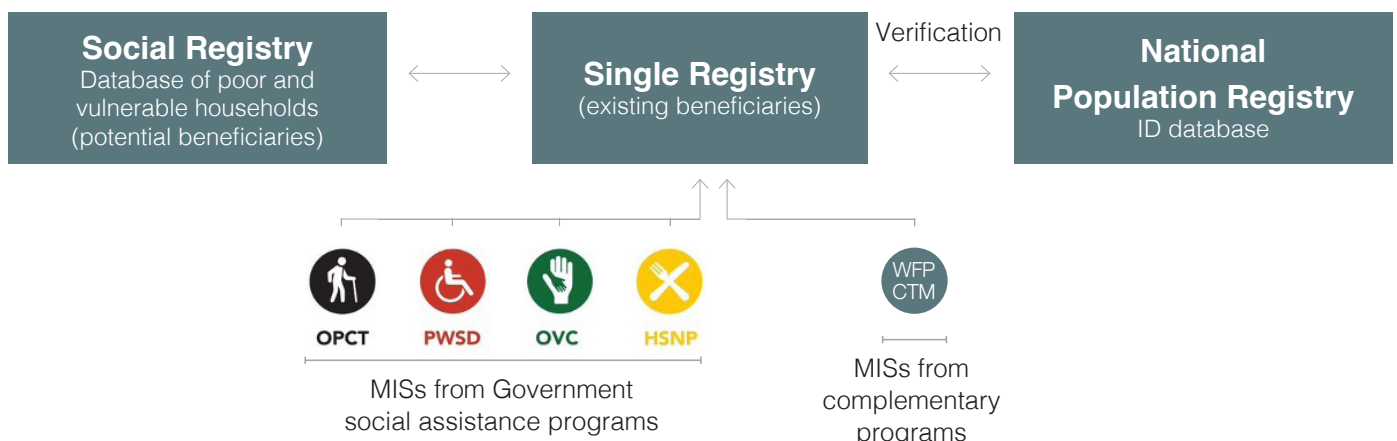 Social Registry
Database of poor and
vulnerable households
(potential beneficiaries)
Single Registry
(existing beneficiaries)
Verification
National
Population Registry
ID database
OPCT
PWSD
OVC
HSNP
WFP
CTM
MISs from Government
social assistance programs
MISs from
complementary
programs